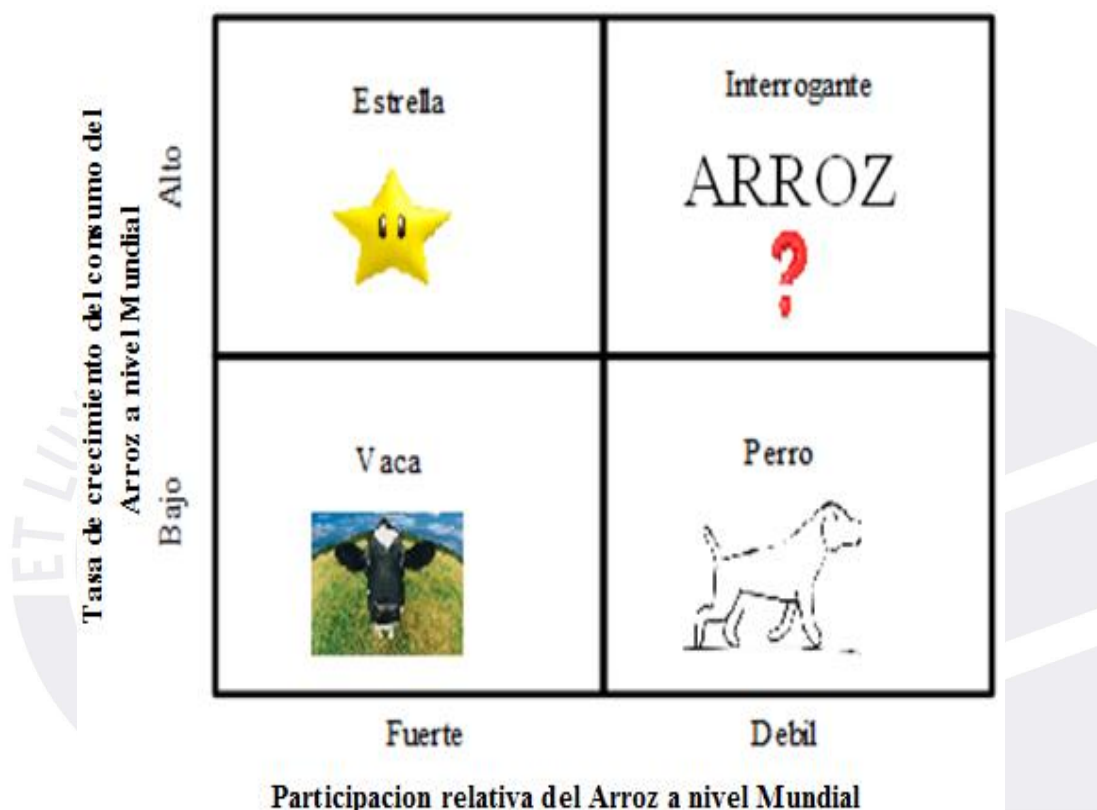 Tasa de crecimiento del consumo del
Arroz a nivel Mundial
Alto
Bajo
Estrella
Interrogante
ARROZ
?
Vaca
Perro
Fuerte
Debil
Participacion relativa del Arroz a nivel Mundial
ET